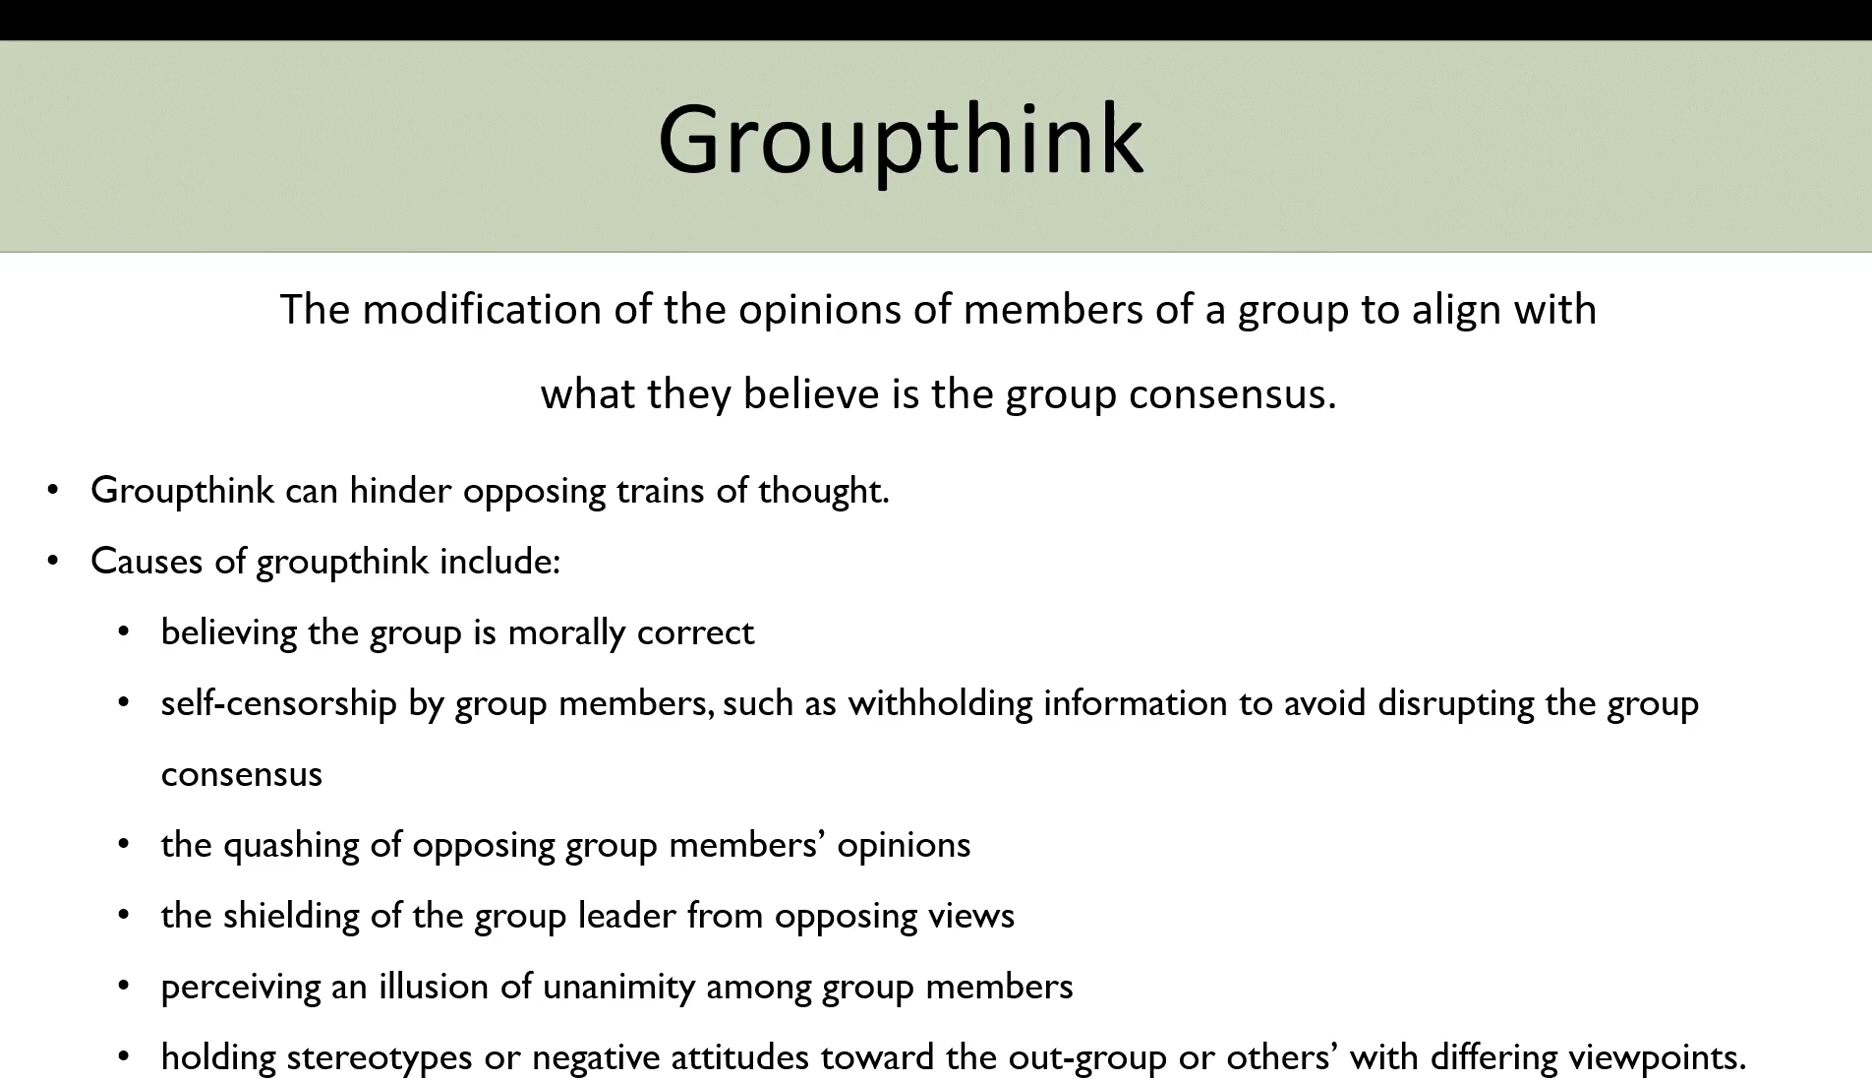 Groupthink
The modification of the opinions of members of a group to align with
what they believe is the group consensus.
• Groupthink can hinder opposing trains of thought.
• Causes of groupthink include:
• believing the group is morally correct
• self-censorship by group members, such as withholding information to avoid disrupting the group
consensus
• the quashing of opposing group members’ opinions
• the shielding of the group leader from opposing views
• perceiving an illusion of unanimity among group members
• holding stereotypes or negative attitudes toward the out-group or others’ with differing viewpoints.